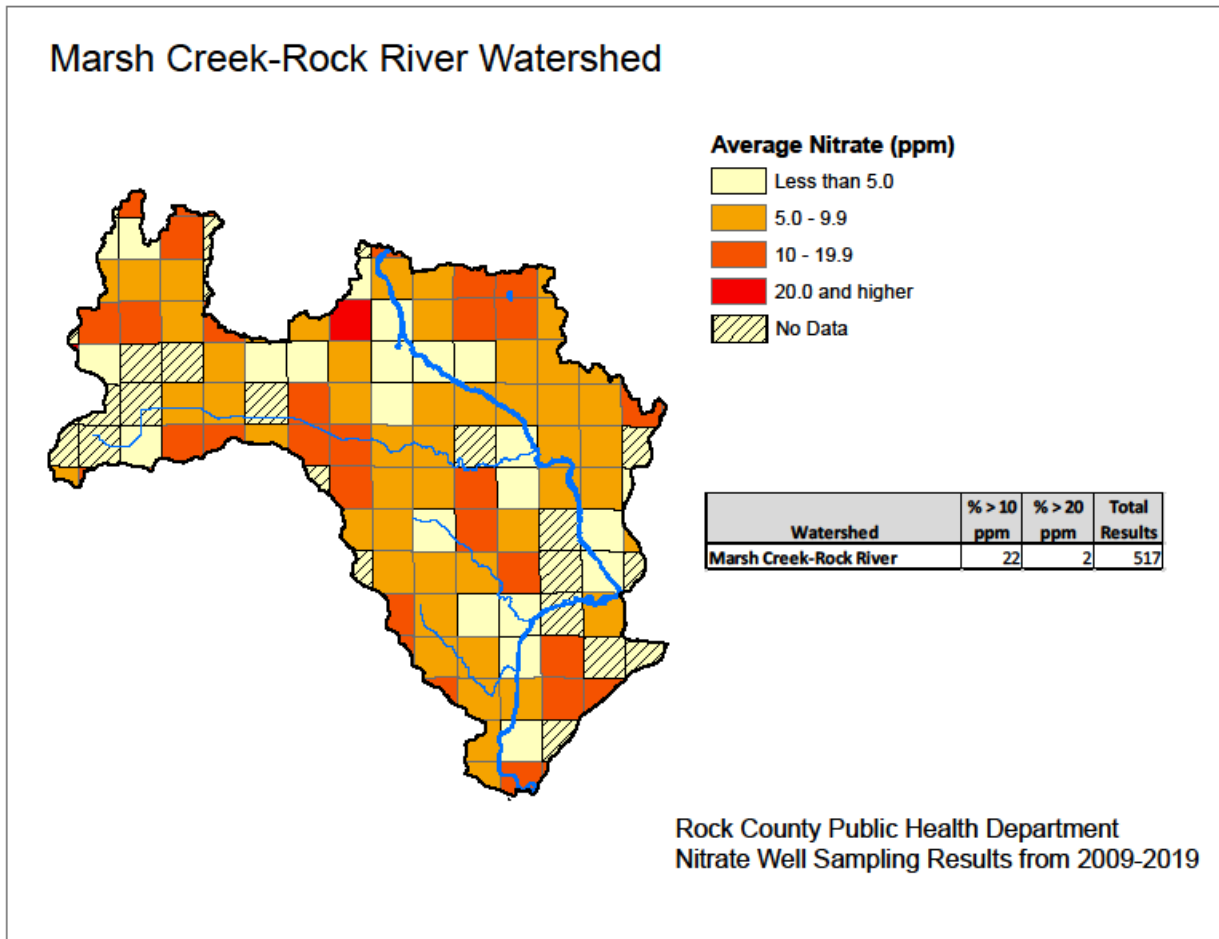 Marsh Creek-Rock River Watershed
Average Nitrate (ppm)
Less than 5.0
5.0 - 9.9
10 - 19.9
20.0 and higher
No Data
Watershed % > 10 ppm % > 20 ppm Total Results
Marsh Creek-Rock River 22 2 517
Rock County Public Health Department
Nitrate Well Sampling Results from 2009-2019